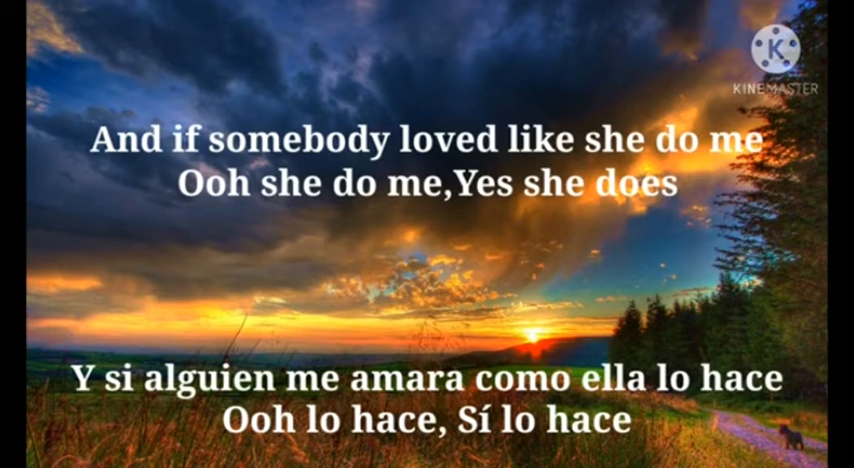 KINEMASTER
And if somebody loved like she do me
Ooh she do me,Yes she does
Y si alguien me amara como ella lo hace
Ooh lo hace, Sí lo hace